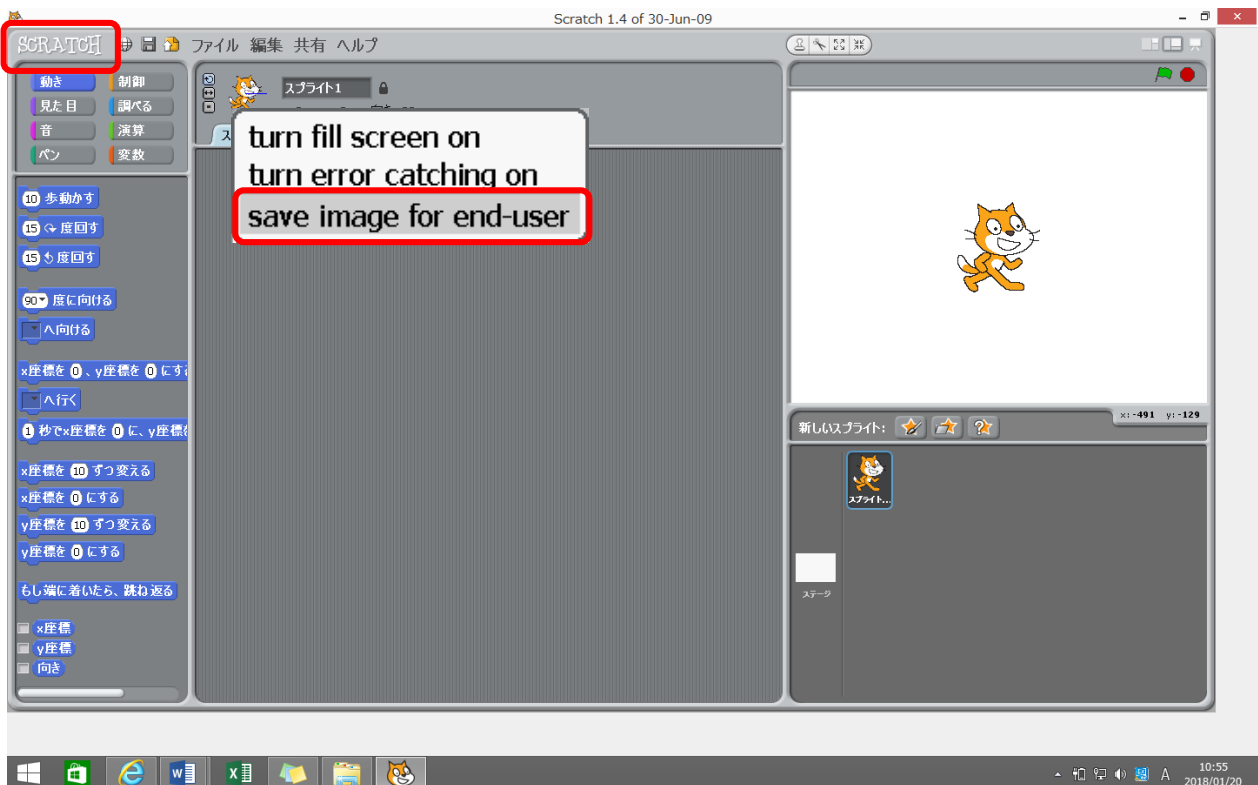 Scratch 1.4 of 30-Jun-09
SCRATCH
ファイル 編集 共有 ヘルプ
動き 制御
見た目 調べる
音 演算
ペン 変数
スプライト1
turn fill screen on
turn error catching on
save image for end-user
10 歩動かす
15 度回す
15 度回す
90 度に向ける
へ向ける
x座標を 0 、y座標を 0 にす
へ行く
1 秒でx座標を 0 に、y座標
x座標を 10 ずつ変える
x座標を 0 にする
y座標を 10 ずつ変える
y座標を 0 にする
もし端に着いたら、跳ね返る
x座標
y座標
向き
x:-491 y:-129
新しいスプライト:
スプライト...
ステージ
A
10:55
2018/01/20